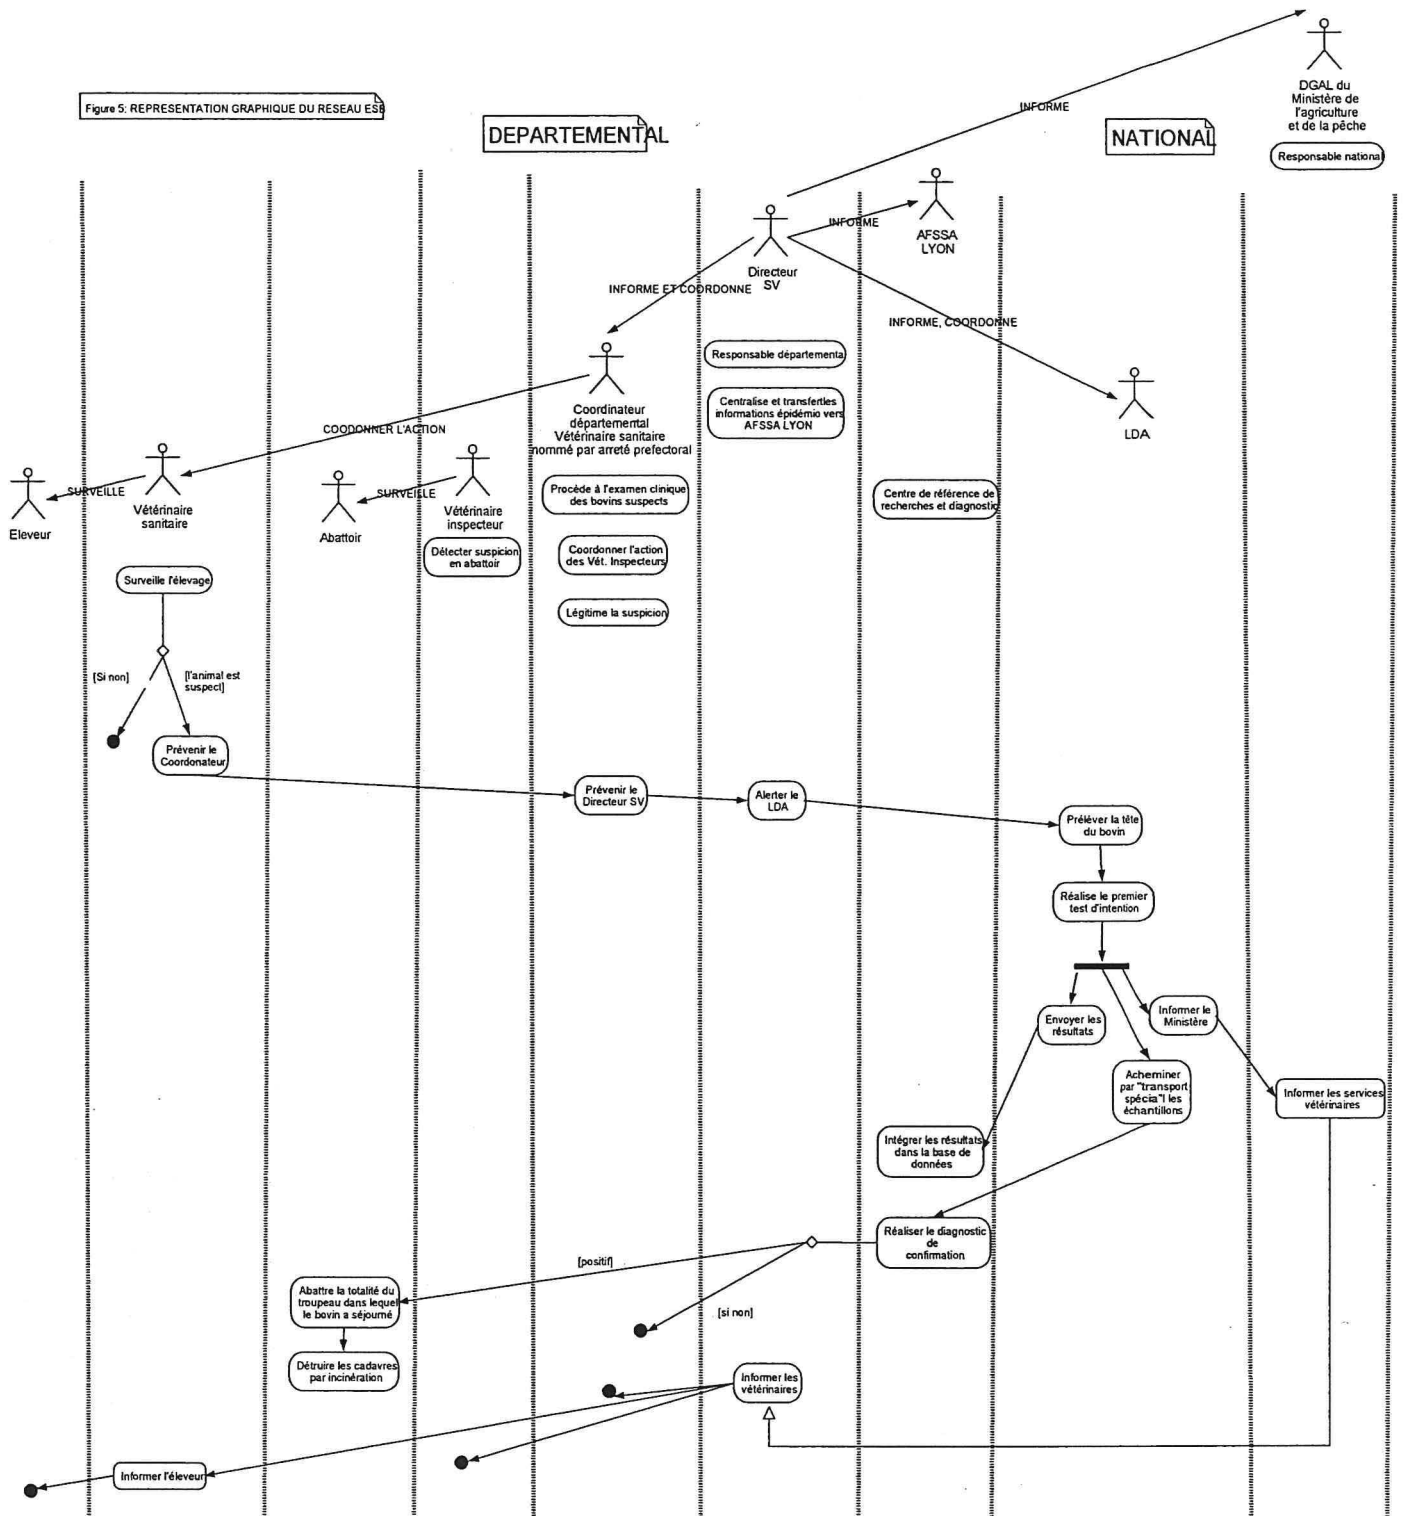 Figure 5: REPRESENTATION GRAPHIQUE DU RESEAU ESB
DEPARTEMENTAL
NATIONAL
INFORME
DGAL du
Ministère de
l'agriculture
et de la pêche
Responsable national
INFORME
AFSSA
LYON
Directeur
SV
INFORME ET COORDONNE
INFORME, COORDONNE
Responsable départementa
Centralise et transfertles
informations épidémio vers
AFSSA LYON
LDA
Coordinateur
départemental
Vétérinaire sanitaire
nommé par arreté prefectoral
COODONNER L'ACTION
SURVEILLE
SURVEILLE
Eleveur
Vétérinaire
sanitaire
Abattoir
Vétérinaire
inspecteur
Procède à l'examen clinique
des bovins suspects
Centre de référence de
recherches et diagnostic
Détecter suspicion
en abattoir
Coordonner l'action
des Vét. Inspecteurs
Légitime la suspicion
Surveille l'élevage
[Si non]
[l'animal est
suspect]
Prévenir le
Coordonateur
Prévenir le
Directeur SV
Alerter le
LDA
Préléver la tête
du bovin
Réalise le premier
test d'intention
Envoyer les
résultats
Informer le
Ministère
Acheminer
par "transport
spécia"l les
échantillons
Informer les services
vétérinaires
Intégrer les résultats
dans la base de
données
Réaliser le diagnostic
de
confirmation
[positif]
[si non]
Abattre la totalité du
troupeau dans lequel
le bovin a séjourné
Détruire les cadavres
par incinération
Informer les
vétérinaires
Informer l'éleveur